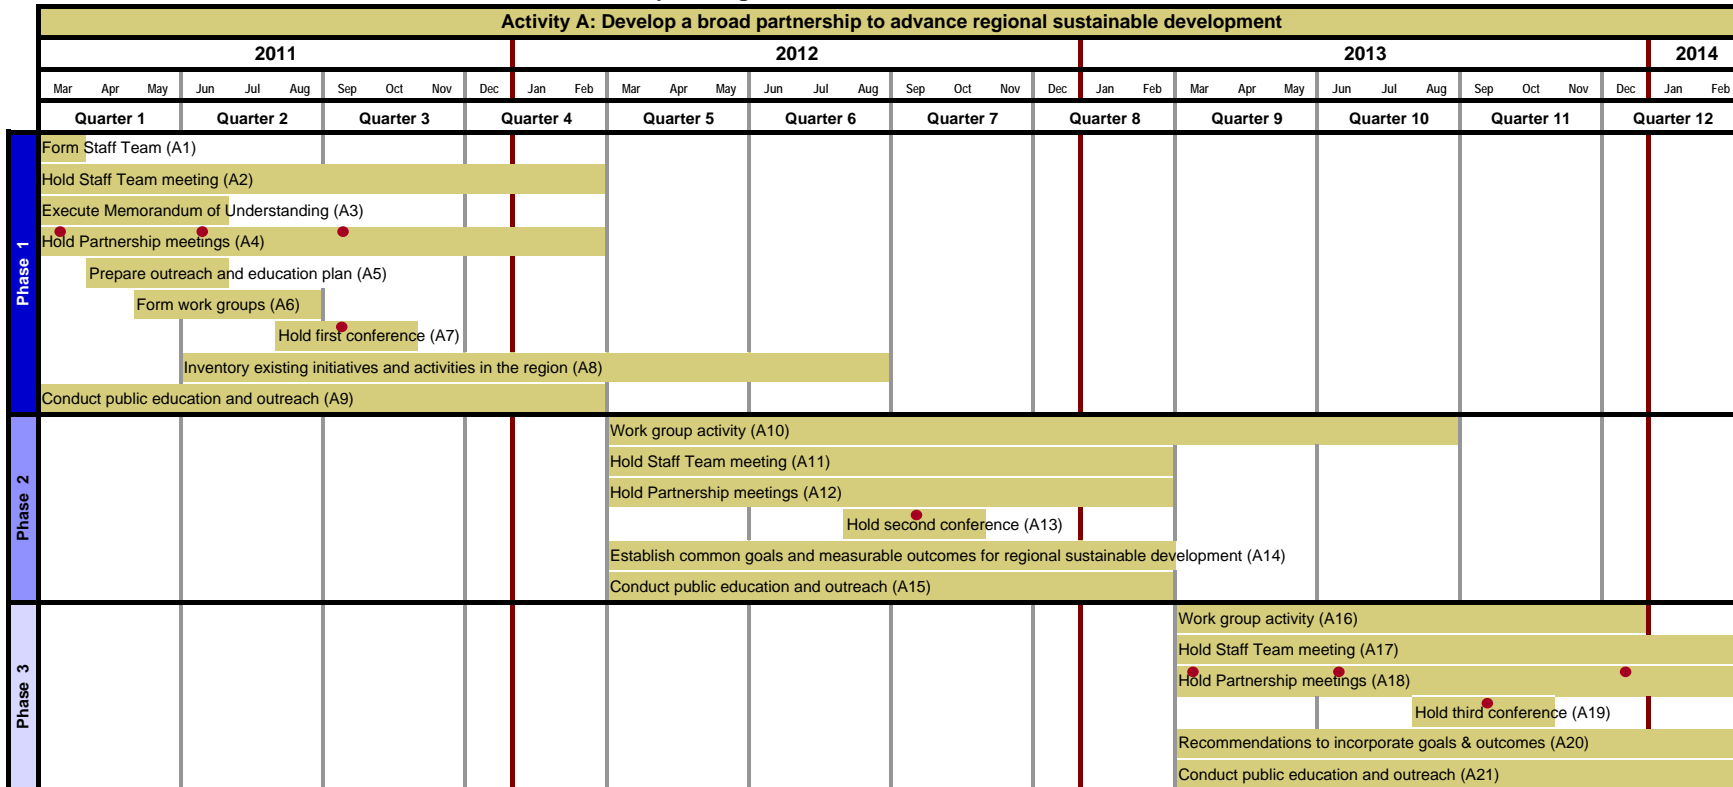 Activity A: Develop a broad partnership to advance regional sustainable development
2011 2012 2013 2014
Mar Apr May Jun Jul Aug Sep Oct Nov Dec Jan Feb Mar Apr May Jun Jul Aug Sep Oct Nov Dec Jan Feb Mar Apr May Jun Jul Aug Sep Oct Nov Dec Jan Feb
Quarter 1 Quarter 2 Quarter 3 Quarter 4 Quarter 5 Quarter 6 Quarter 7 Quarter 8 Quarter 9 Quarter 10 Quarter 11 Quarter 12
Phase 1
Form Staff Team (A1)
Hold Staff Team meeting (A2)
Execute Memorandum of Understanding (A3)
Hold Partnership meetings (A4)
Prepare outreach and education plan (A5)
Form work groups (A6)
Hold first conference (A7)
Inventory existing initiatives and activities in the region (A8)
Conduct public education and outreach (A9)
Phase 2
Work group activity (A10)
Hold Staff Team meeting (A11)
Hold Partnership meetings (A12)
Hold second conference (A13)
Establish common goals and measurable outcomes for regional sustainable development (A14)
Conduct public education and outreach (A15)
Phase 3
Work group activity (A16)
Hold Staff Team meeting (A17)
Hold Partnership meetings (A18)
Hold third conference (A19)
Recommendations to incorporate goals & outcomes (A20)
Conduct public education and outreach (A21)